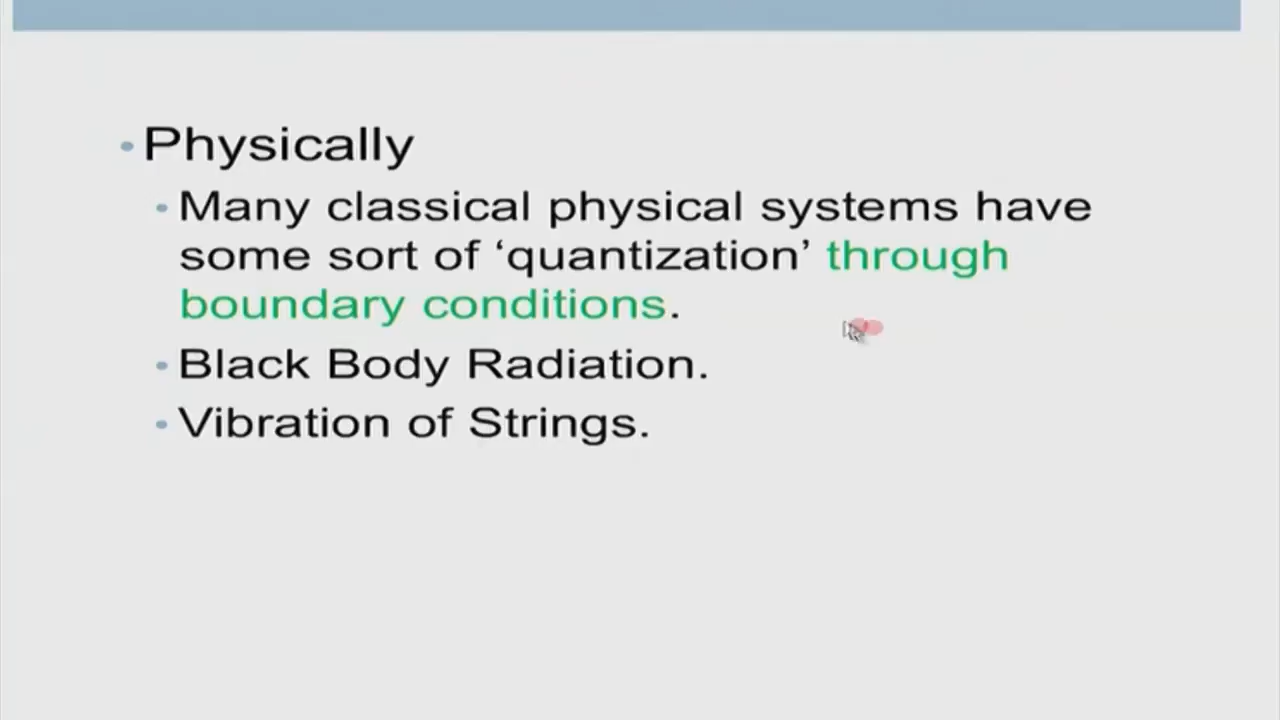 • Physically
• Many classical physical systems have
some sort of ‘quantization’ through
boundary conditions.
• Black Body Radiation.
• Vibration of Strings.